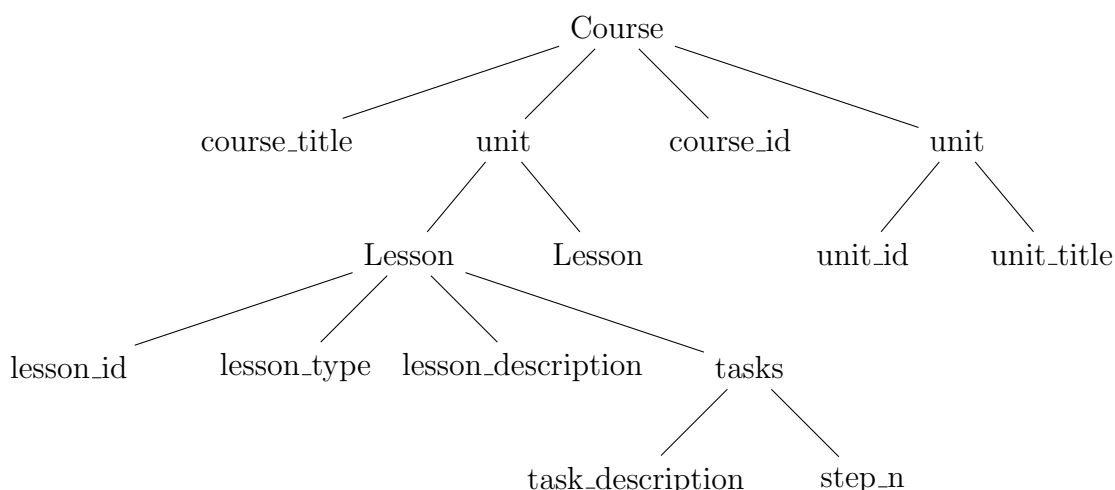 Course
course_title unit course_id unit
Lesson Lesson unit_id unit_title
lesson_id lesson_type lesson_description tasks
task_description step_n